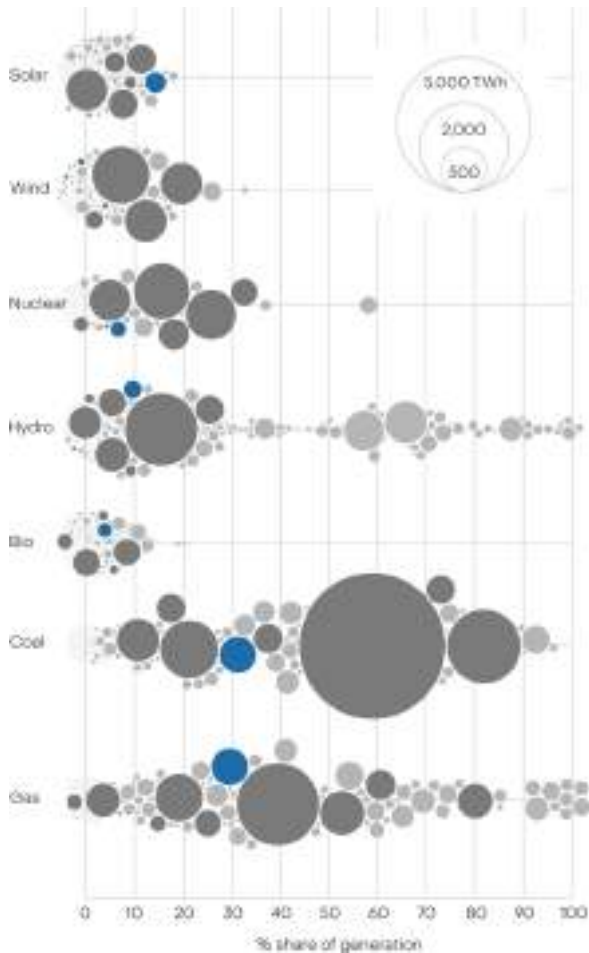 Solar
5,000 TWh
2,000
500
Wind
Nuclear
Hydro
Bio
Coal
Gas
0 10 20 30 40 50 60 70 80 90 100
% share of generation